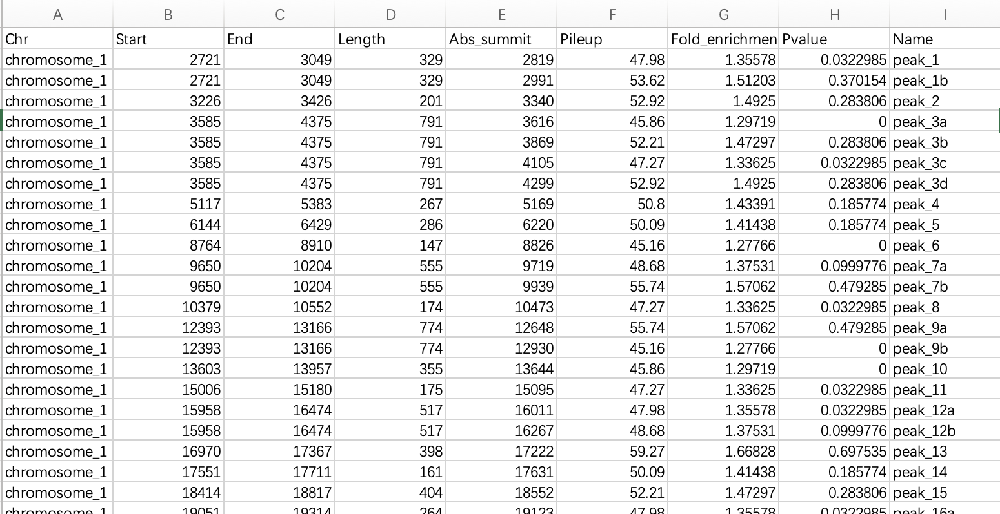 A B C D E F G H I
Chr Start End Length Abs_summit Pileup Fold_enrichmen Pvalue Name
chromosome_1 2721 3049 329 2819 47.98 1.35578 0.0322985 peak_1
chromosome_1 2721 3049 329 2991 53.62 1.51203 0.370154 peak_1b
chromosome_1 3226 3426 201 3340 52.92 1.4925 0.283806 peak_2
chromosome_1 3585 4375 791 3616 45.86 1.29719 0 peak_3a
chromosome_1 3585 4375 791 3869 52.21 1.47297 0.283806 peak_3b
chromosome_1 3585 4375 791 4105 47.27 1.33625 0.0322985 peak_3c
chromosome_1 3585 4375 791 4299 52.92 1.4925 0.283806 peak_3d
chromosome_1 5117 5383 267 5169 50.8 1.43391 0.185774 peak_4
chromosome_1 6144 6429 286 6220 50.09 1.41438 0.185774 peak_5
chromosome_1 8764 8910 147 8826 45.16 1.27766 0 peak_6
chromosome_1 9650 10204 555 9719 48.68 1.37531 0.0999776 peak_7a
chromosome_1 9650 10204 555 9939 55.74 1.57062 0.479285 peak_7b
chromosome_1 10379 10552 174 10473 47.27 1.33625 0.0322985 peak_8
chromosome_1 12393 13166 774 12648 55.74 1.57062 0.479285 peak_9a
chromosome_1 12393 13166 774 12930 45.16 1.27766 0 peak_9b
chromosome_1 13603 13957 355 13644 45.86 1.29719 0 peak_10
chromosome_1 15006 15180 175 15095 47.27 1.33625 0.0322985 peak_11
chromosome_1 15958 16474 517 16011 47.98 1.35578 0.0322985 peak_12a
chromosome_1 15958 16474 517 16267 48.68 1.37531 0.0999776 peak_12b
chromosome_1 16970 17367 398 17222 59.27 1.66828 0.697535 peak_13
chromosome_1 17551 17711 161 17631 50.09 1.41438 0.185774 peak_14
chromosome_1 18414 18817 404 18552 52.21 1.47297 0.283806 peak_15
chromosome_1 19051 19314 264 19123 47.98 1.35578 0.0322985 peak_16a